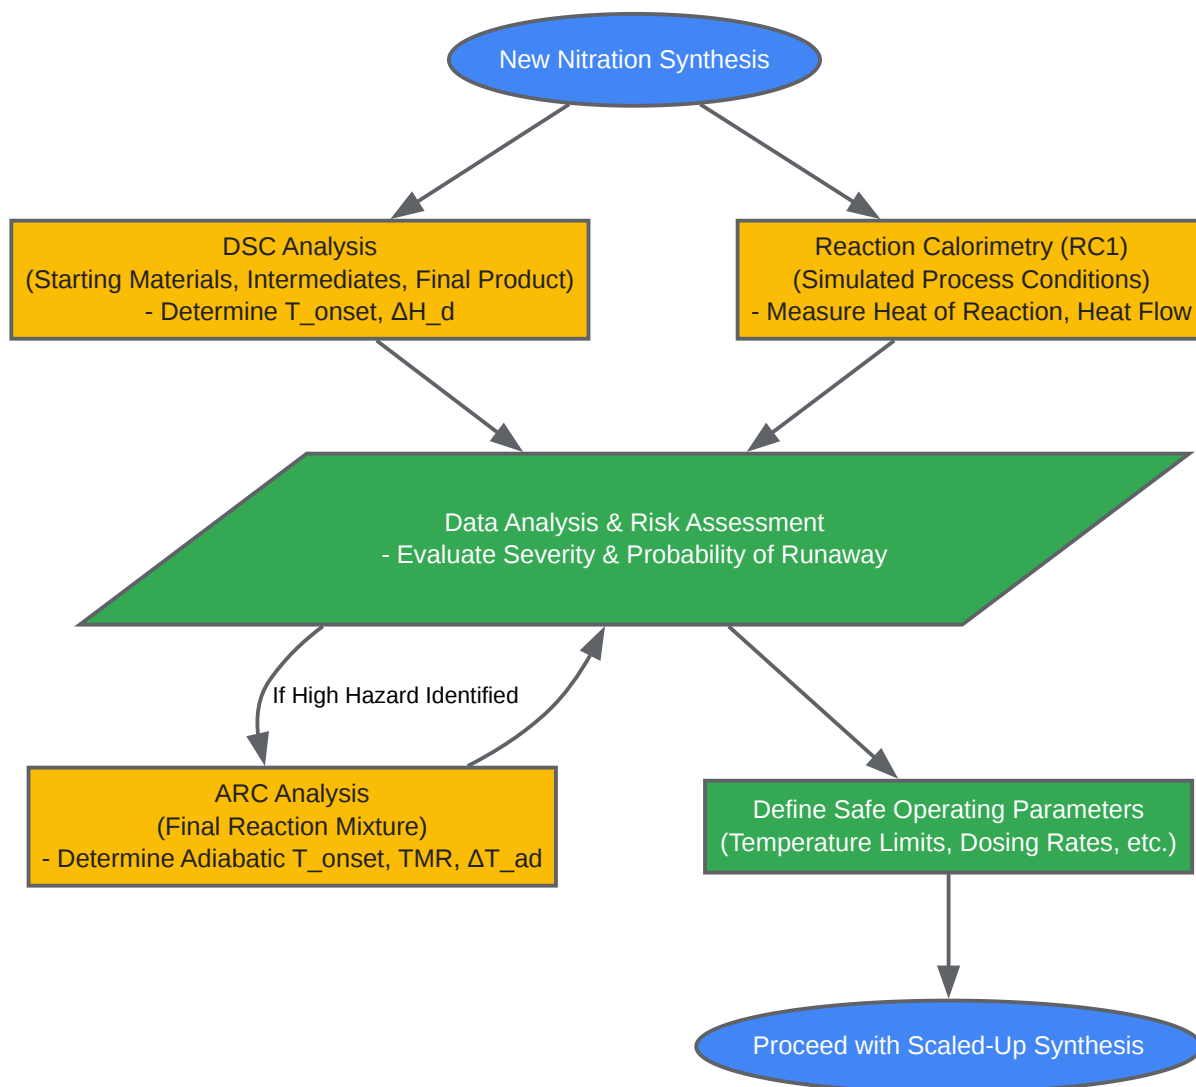 New Nitration Synthesis
DSC Analysis
(Starting Materials, Intermediates, Final Product)
- Determine T_onset, ΔH_d
Reaction Calorimetry (RC1)
(Simulated Process Conditions)
- Measure Heat of Reaction, Heat Flow
Data Analysis & Risk Assessment
- Evaluate Severity & Probability of Runaway
If High Hazard Identified
ARC Analysis
(Final Reaction Mixture)
- Determine Adiabatic T_onset, TMR, ΔT_ad
Define Safe Operating Parameters
(Temperature Limits, Dosing Rates, etc.)
Proceed with Scaled-Up Synthesis